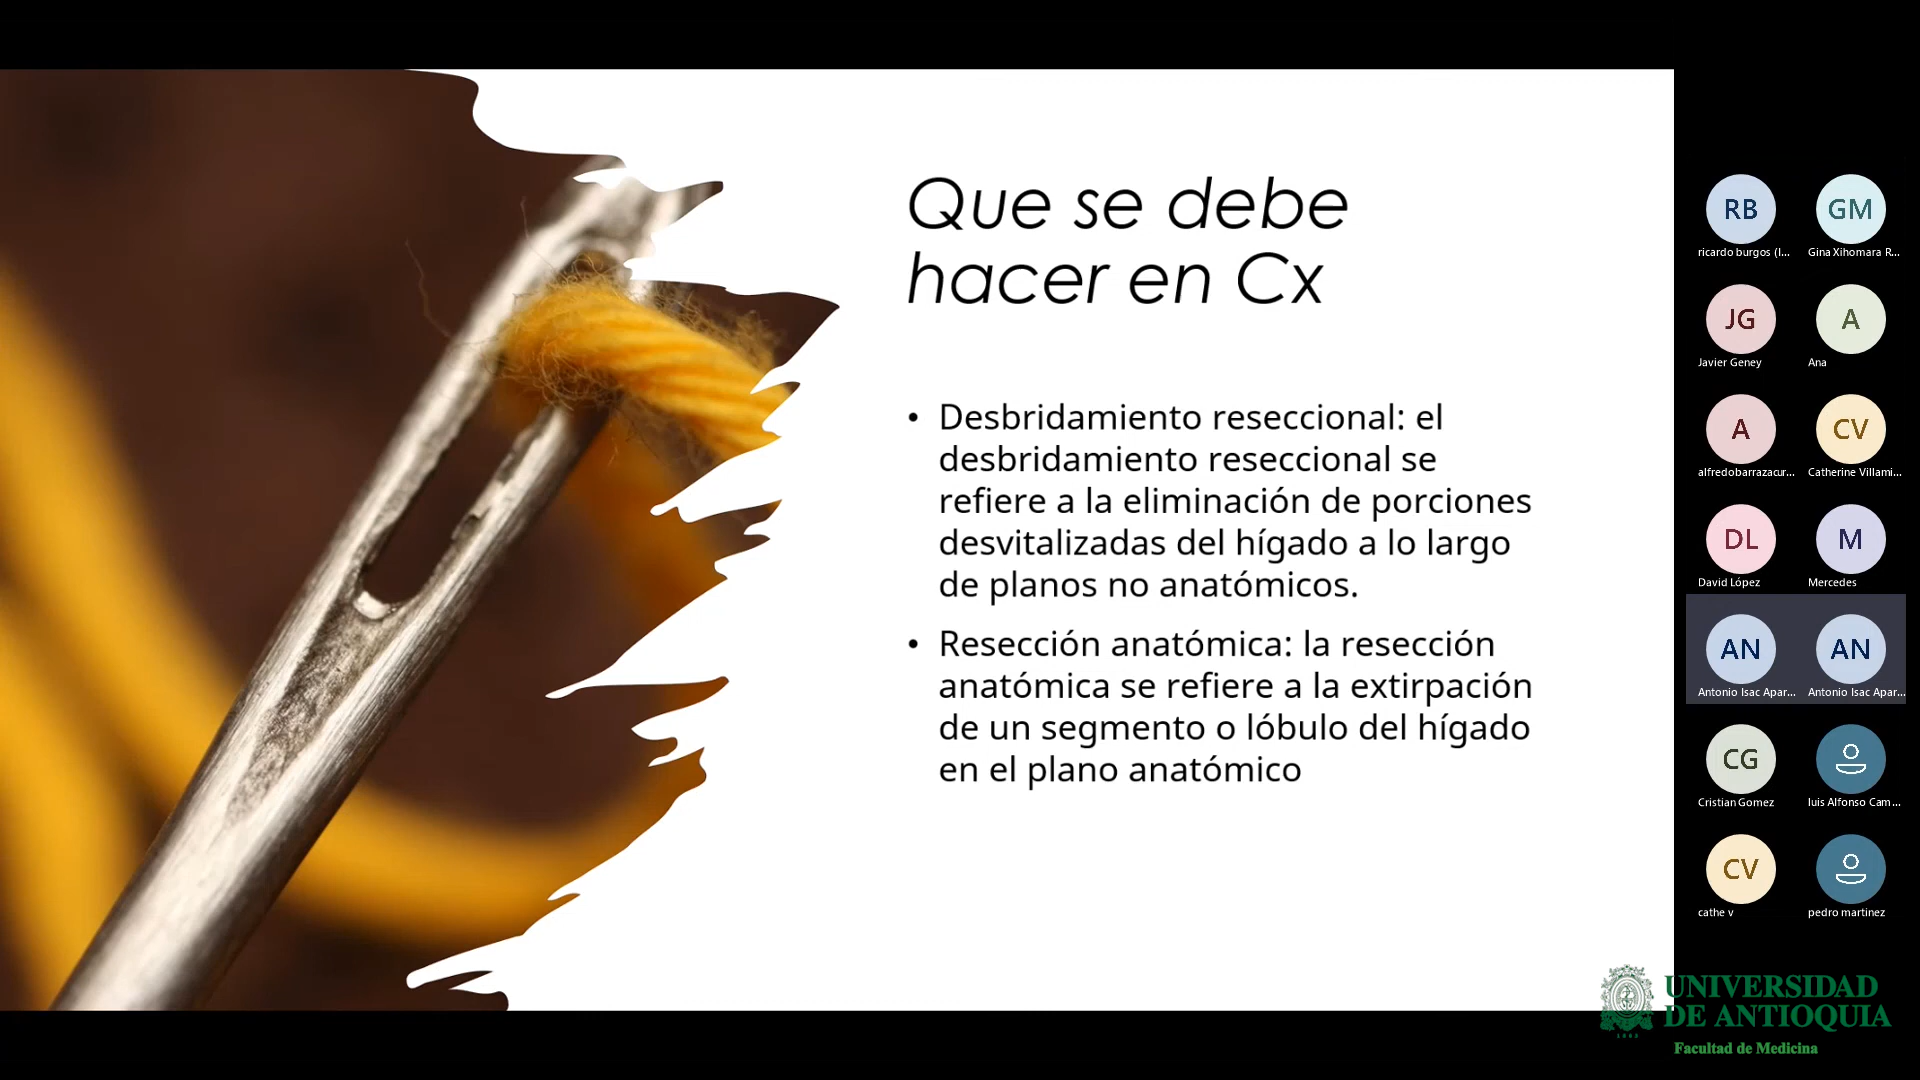 Que se debe
hacer en Cx
• Desbridamiento reseccional: el
desbridamiento reseccional se
refiere a la eliminación de porciones
desvitalizadas del hígado a lo largo
de planos no anatómicos.
• Resección anatómica: la resección
anatómica se refiere a la extirpación
de un segmento o lóbulo del hígado
en el plano anatómico
RB
GM
ricardo burgos (I...
Gina Xihomara R...
JG
A
Javier Geney
Ana
A
CV
alfredobarrazacur...
Catherine Villami...
DL
M
David López
Mercedes
AN
AN
Antonio Isac Apar...
Antonio Isac Apar...
CG
Cristian Gomez
luis Alfonso Cam...
CV
cathe v
pedro martinez
UNIVERSIDAD
DE ANTIOQUIA
Facultad de Medicina